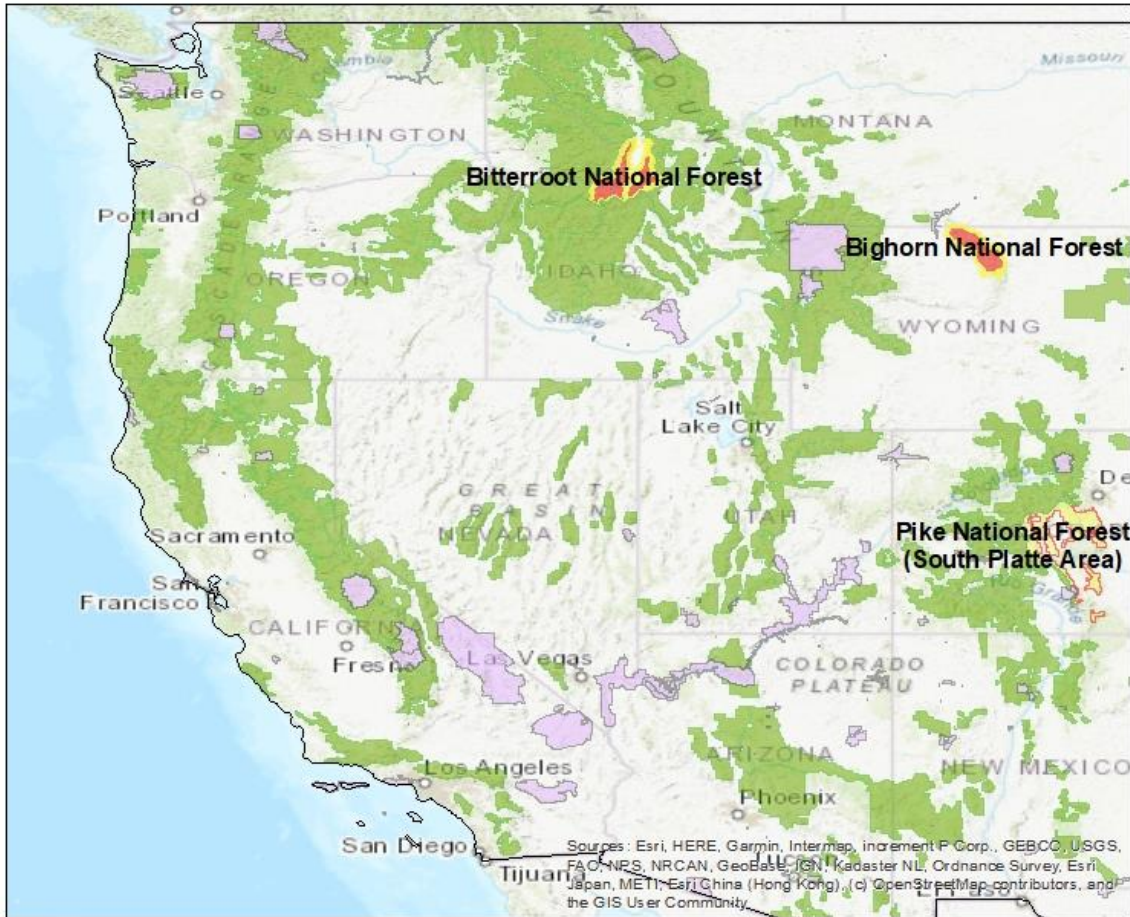 Missouri
Seattle
WASHINGTON
MONTANA
Bitterroot National Forest
Portland
CASCADE RANGE
Bighorn National Forest
OREGON
IDAHO
Snake
WYOMING
Salt
Lake City
GREAT
BASIN
NEVADA
UTAH
Sacramento
Pike National Forest
(South Platte Area)
San
Francisco
CALIFORNIA
Fresno
Las Vegas
COLORADO
PLATEAU
ARIZONA
NEW MEXICO
Los Angeles
Phoenix
San Diego
Tijuana
Sources: Esri, HERE, Garmin, Intermap, increment P Corp., GEBCO, USGS,
FAO, NPS, NRCAN, GeoBase, IGN, Kadaster NL, Ordnance Survey, Esri
Japan, METI, Esri China (Hong Kong), (c) OpenStreetMap contributors, and
the GIS User Community